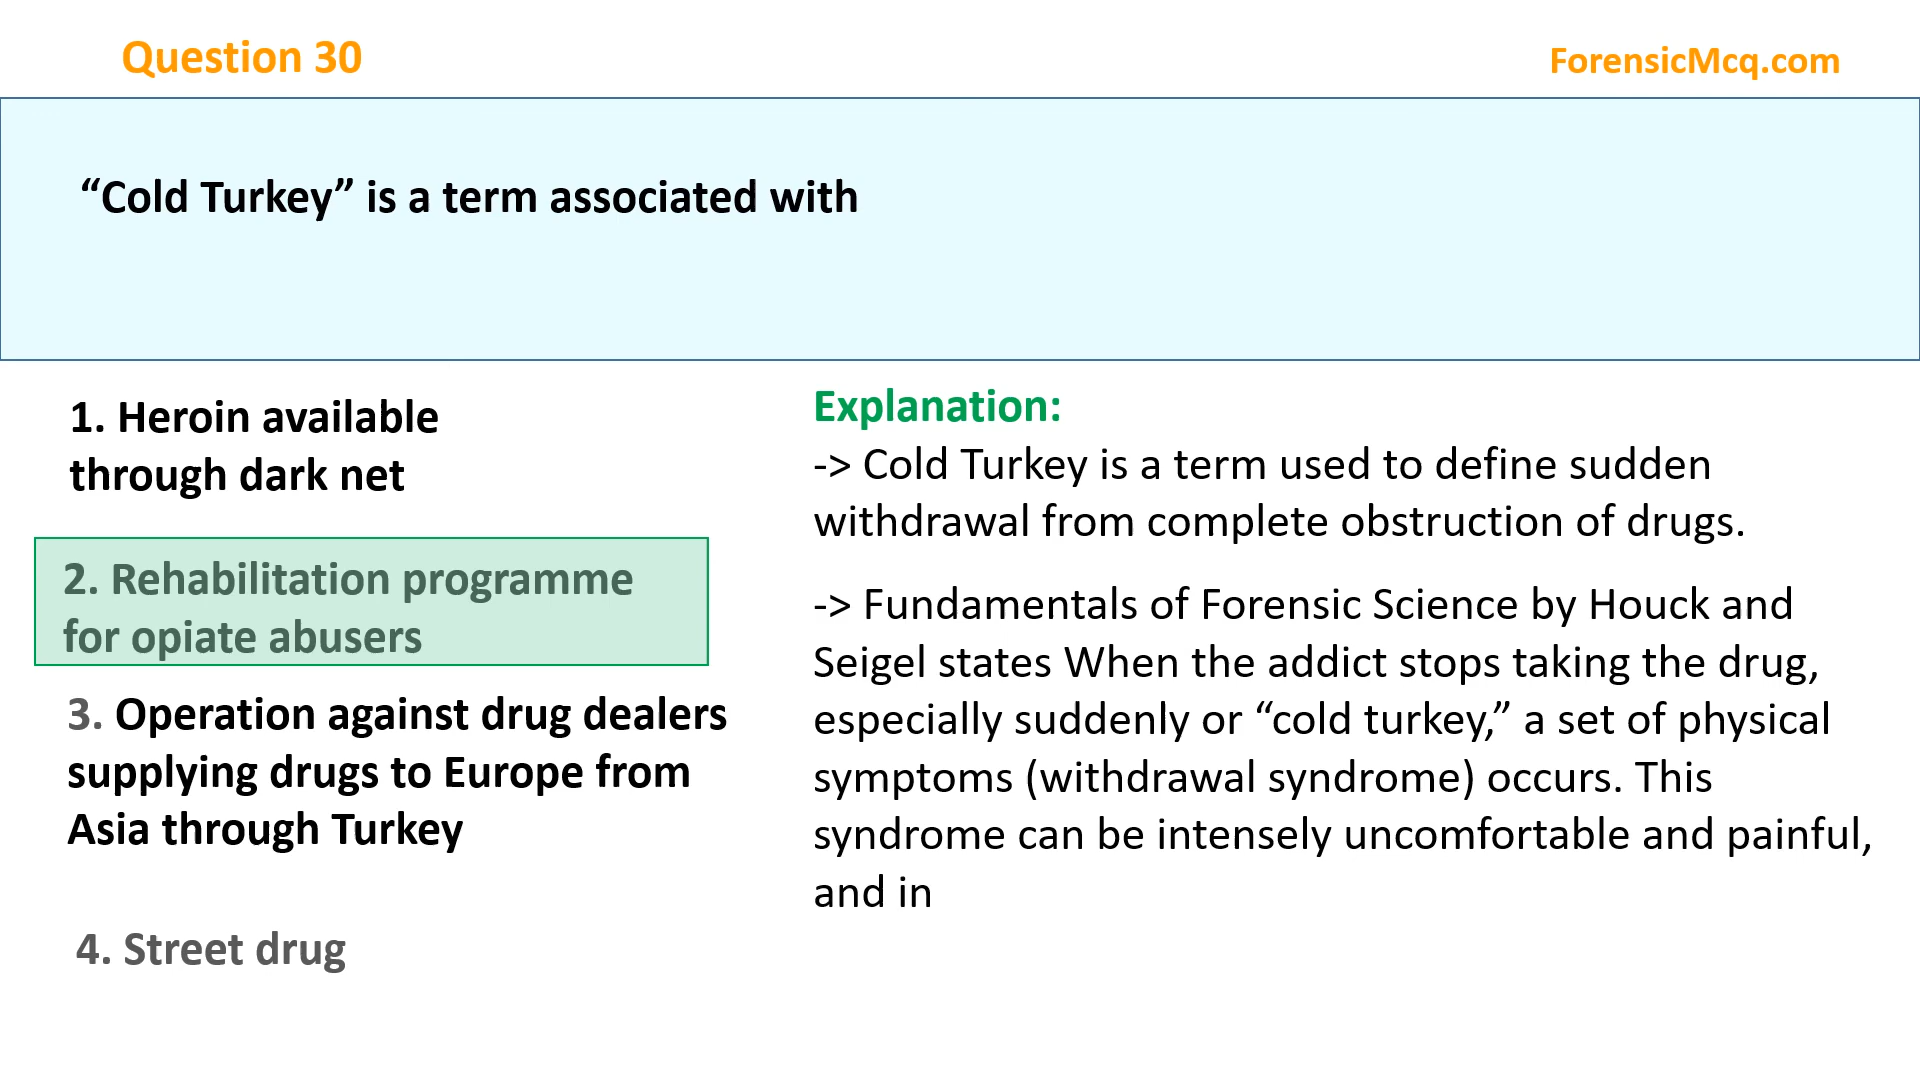 Question 30
ForensicMcq.com
“Cold Turkey” is a term associated with
1. Heroin available
through dark net
2. Rehabilitation programme
for opiate abusers
3. Operation against drug dealers
supplying drugs to Europe from
Asia through Turkey
4. Street drug
Explanation:
-> Cold Turkey is a term used to define sudden
withdrawal from complete obstruction of drugs.
-> Fundamentals of Forensic Science by Houck and
Seigel states When the addict stops taking the drug,
especially suddenly or “cold turkey,” a set of physical
symptoms (withdrawal syndrome) occurs. This
syndrome can be intensely uncomfortable and painful,
and in